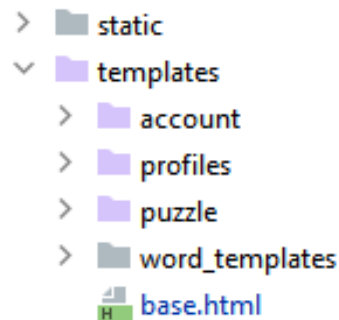 static
templates
account
profiles
puzzle
word_templates
H base.html